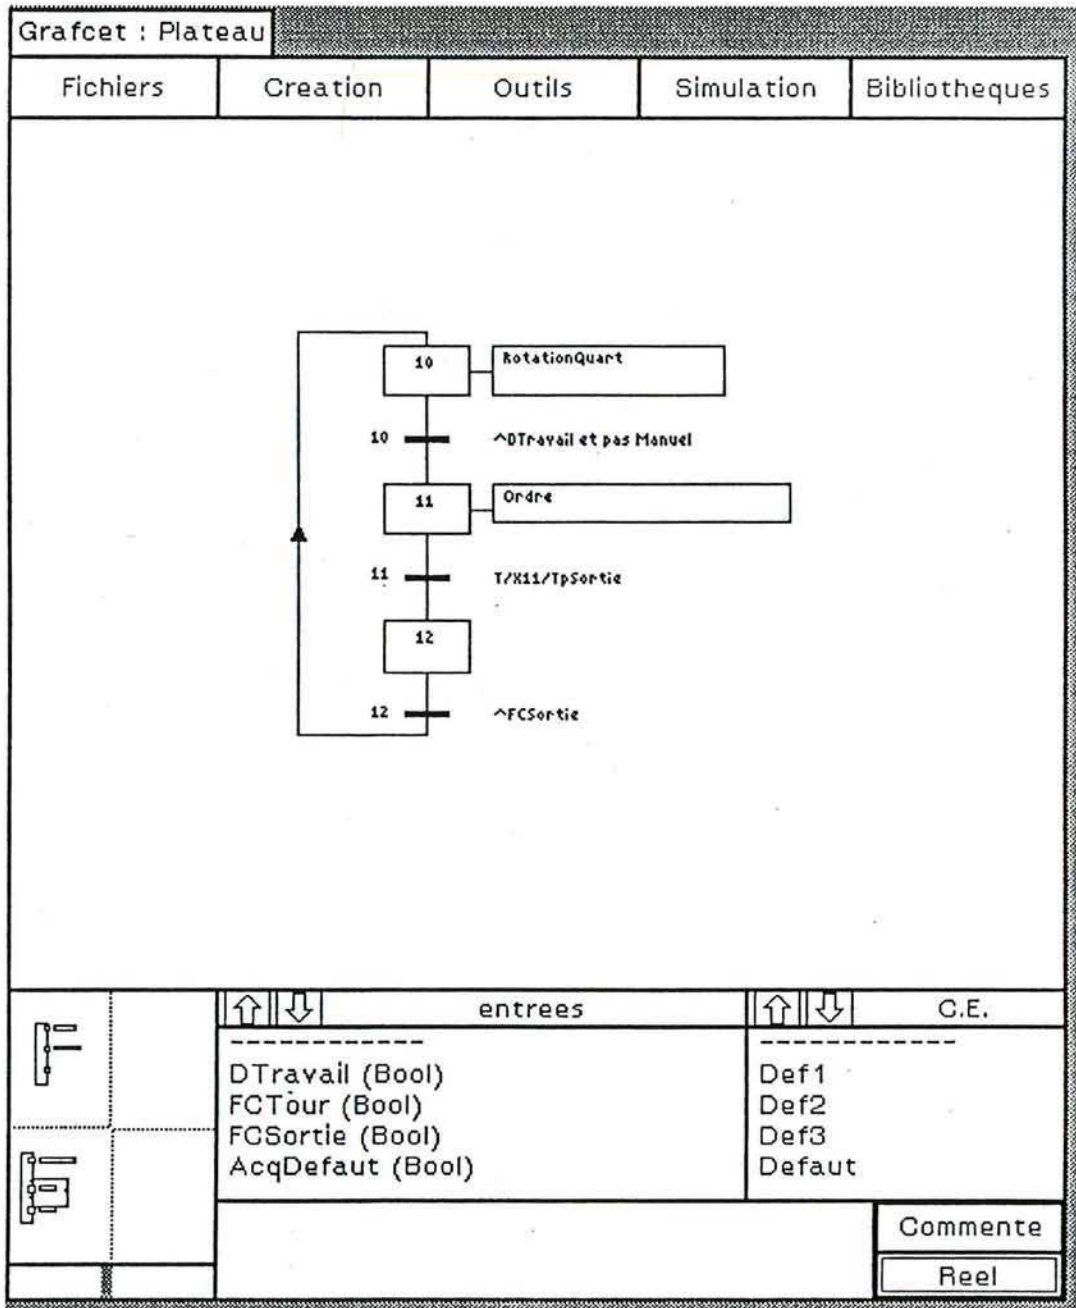 Grafcet : Plateau
Fichiers Creation Outils Simulation Bibliotheques
10 RotationQuart
10 ^DTravail et pas Manuel
11 Ordre
11 T/X11/TpSortie
12
12 ^FCSortie
entrees C.E.
------------ ------------
DTravail (Bool) Def1
FCTour (Bool) Def2
FCSortie (Bool) Def3
AcqDefaut (Bool) Defaut
Commente
Reel